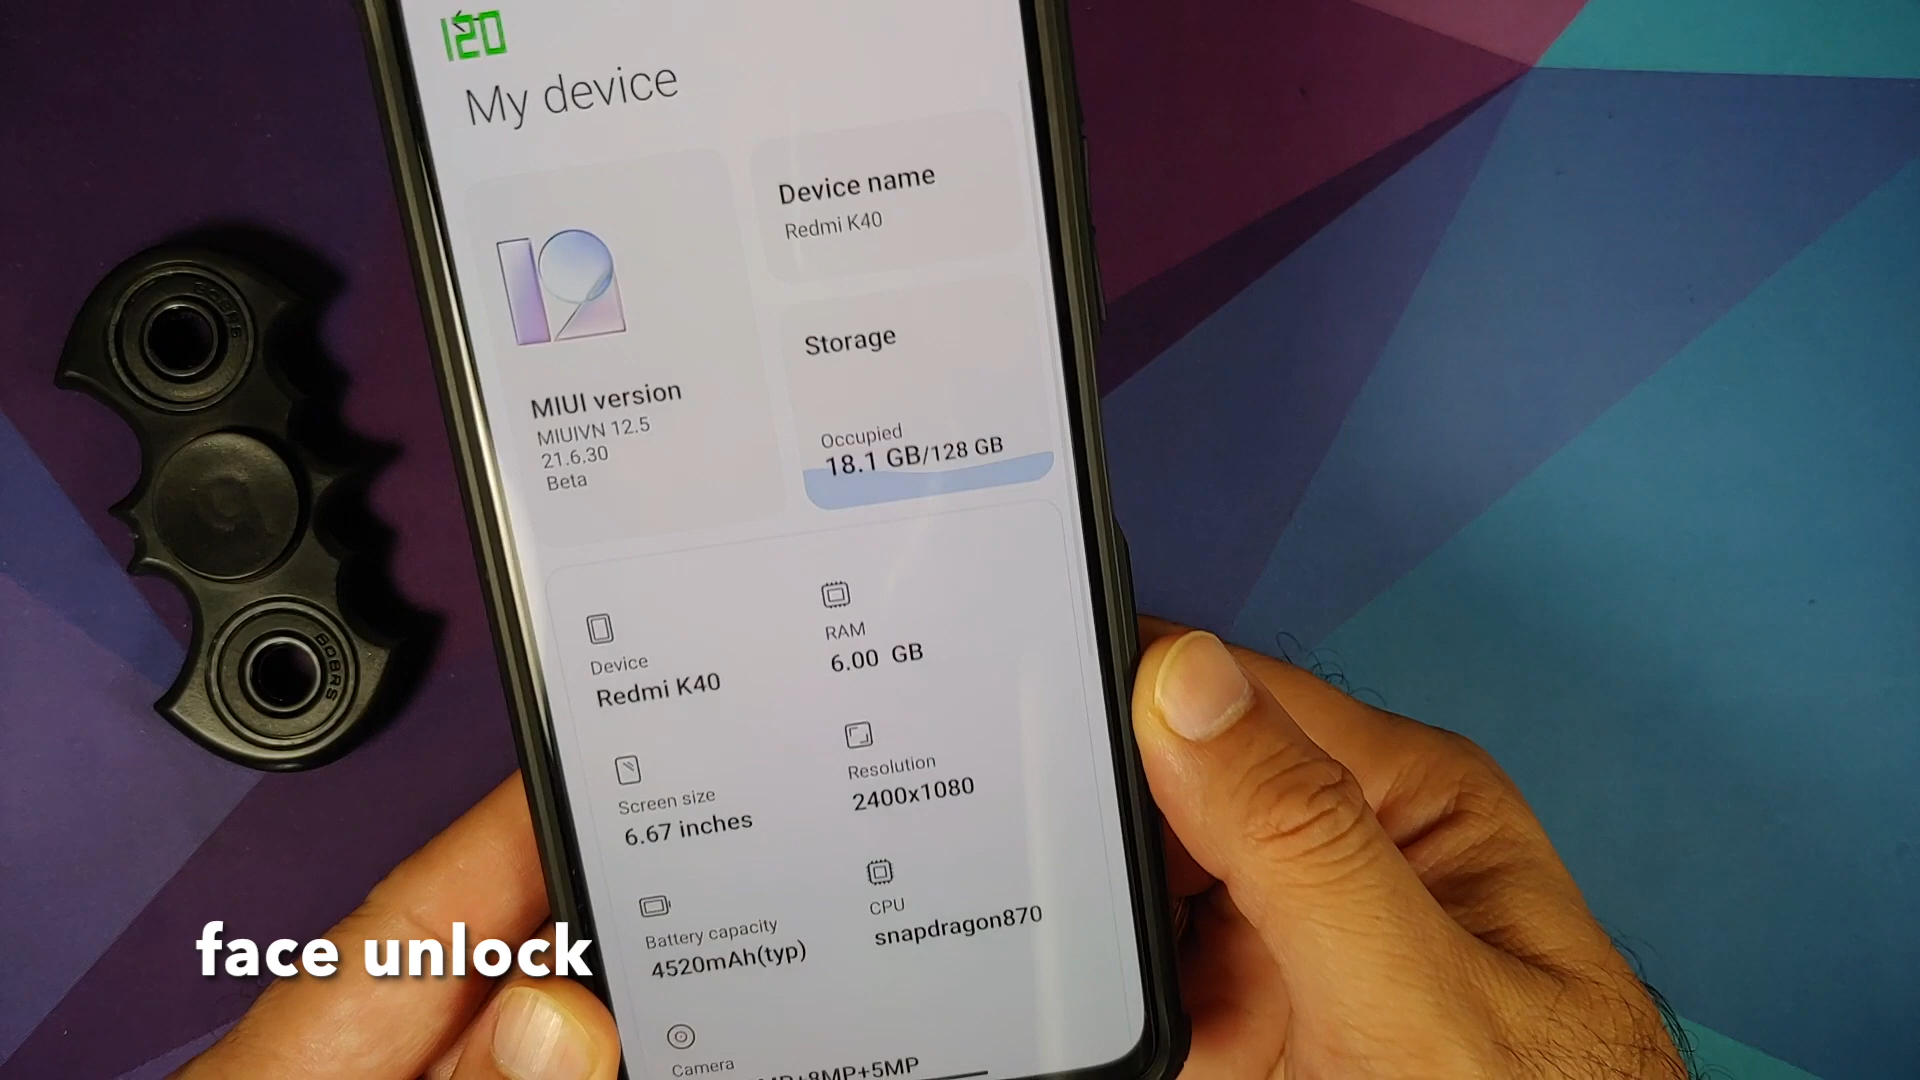 120
My device
Device name
Redmi K40
Storage
Occupied
18.1 GB/128 GB
MIUI version
MIUIVN 12.5
21.6.30
Beta
Device
Redmi K40
RAM
6.00 GB
Screen size
6.67 inches
Resolution
2400x1080
Battery capacity
4520mAh(typ)
CPU
snapdragon870
Camera
+8MP+5MP
face unlock